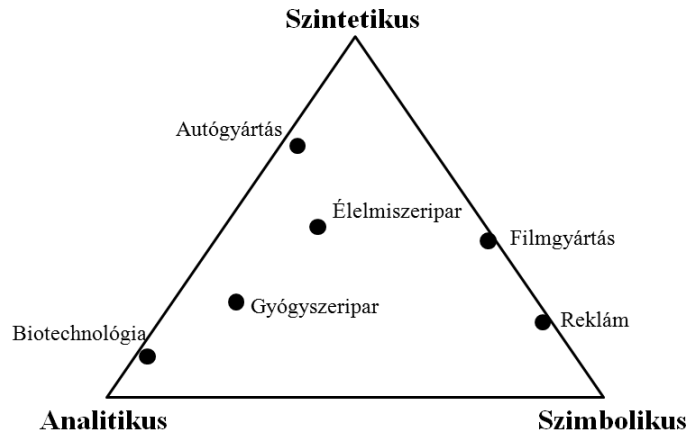 Szintetikus
Autógyártás
Élelmiszeripar
Filmgyártás
Gyógyszeripar
Reklám
Biotechnológia
Analitikus
Szimbolikus